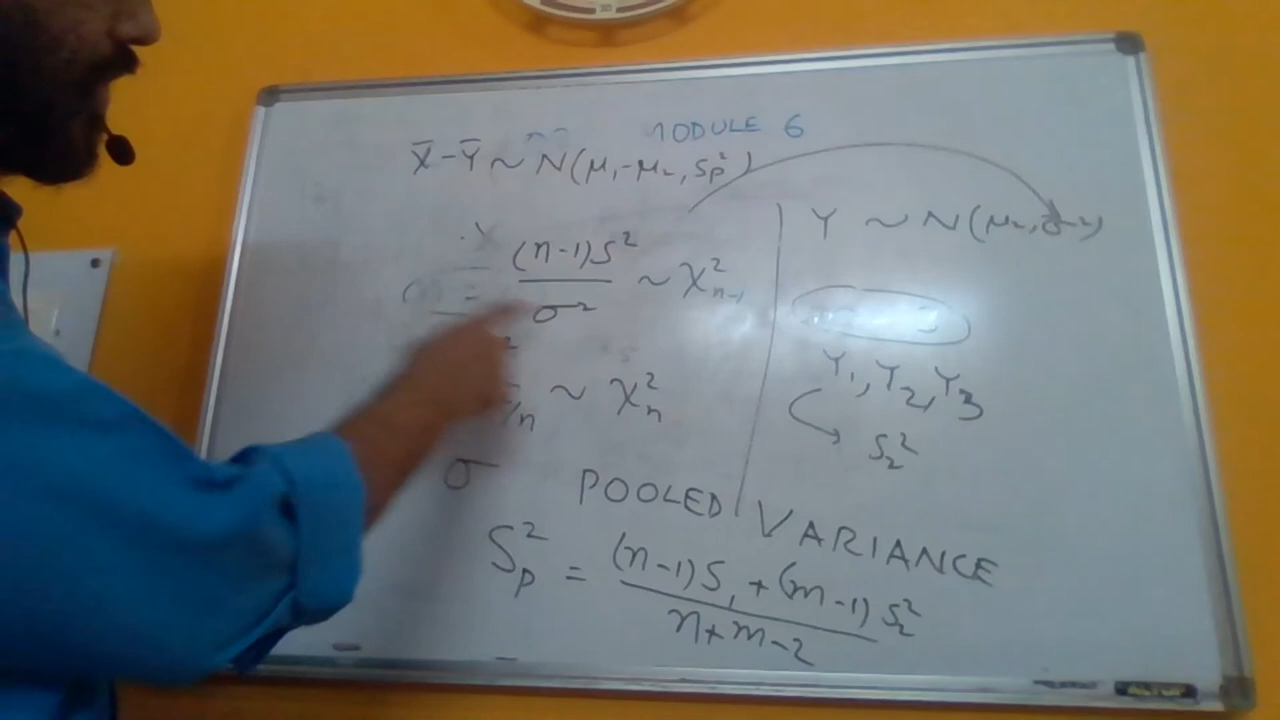 MODULE 6
X̄-Ȳ ~ N(μ₁-μ₂, Sp²)
(n-1)S²/σ² ~ χ²ₙ₋₁
/n ~ χ²ₙ
σ
Y ~ N(μ₂,σ²)
Y₁, Y₂, Y₃
S₂²
POOLED VARIANCE
Sp² = (n-1)S₁ + (m-1)S₂² / n+m-2